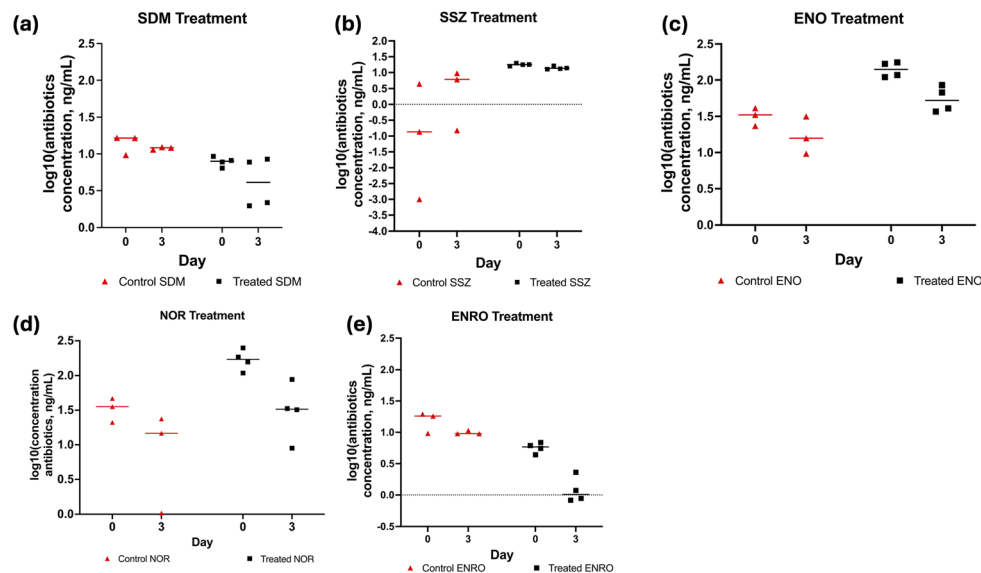 (a)
SDM Treatment
log10(antibiotics
concentration, ng/mL)
2.5
2.0
1.5
1.0
0.5
0.0
0 3 0 3
Day
Control SDM Treated SDM
(b)
SSZ Treatment
log10(antibiotics
concentration, ng/mL)
2.0
1.5
1.0
0.5
0.0
-0.5
-1.0
-1.5
-2.0
-2.5
-3.0
-3.5
-4.0
0 3 0 3
Day
Control SSZ Treated SSZ
(c)
ENO Treatment
log10(antibiotics
concentration, ng/mL)
2.5
2.0
1.5
1.0
0.5
0.0
0 3 0 3
Day
Control ENO Treated ENO
(d)
NOR Treatment
log10(concentration
antibiotics, ng/mL)
2.5
2.0
1.5
1.0
0.5
0.0
0 3 0 3
Day
Control NOR Treated NOR
(e)
ENRO Treatment
log10(antibiotics
concentration, ng/mL)
2.5
2.0
1.5
1.0
0.5
0.0
-0.5
0 3 0 3
Day
Control ENRO Treated ENRO